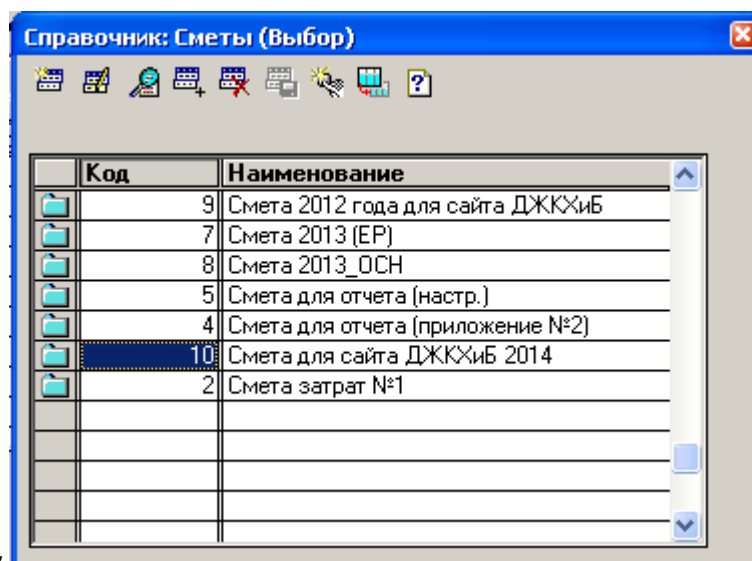 Справочник: Сметы (Выбор)
Код Наименование
9 Смета 2012 года для сайта ДЖКХиБ
7 Смета 2013 (ЕР)
8 Смета 2013_ОСН
5 Смета для отчета (настр.)
4 Смета для отчета (приложение №2)
10 Смета для сайта ДЖКХиБ 2014
2 Смета затрат №1